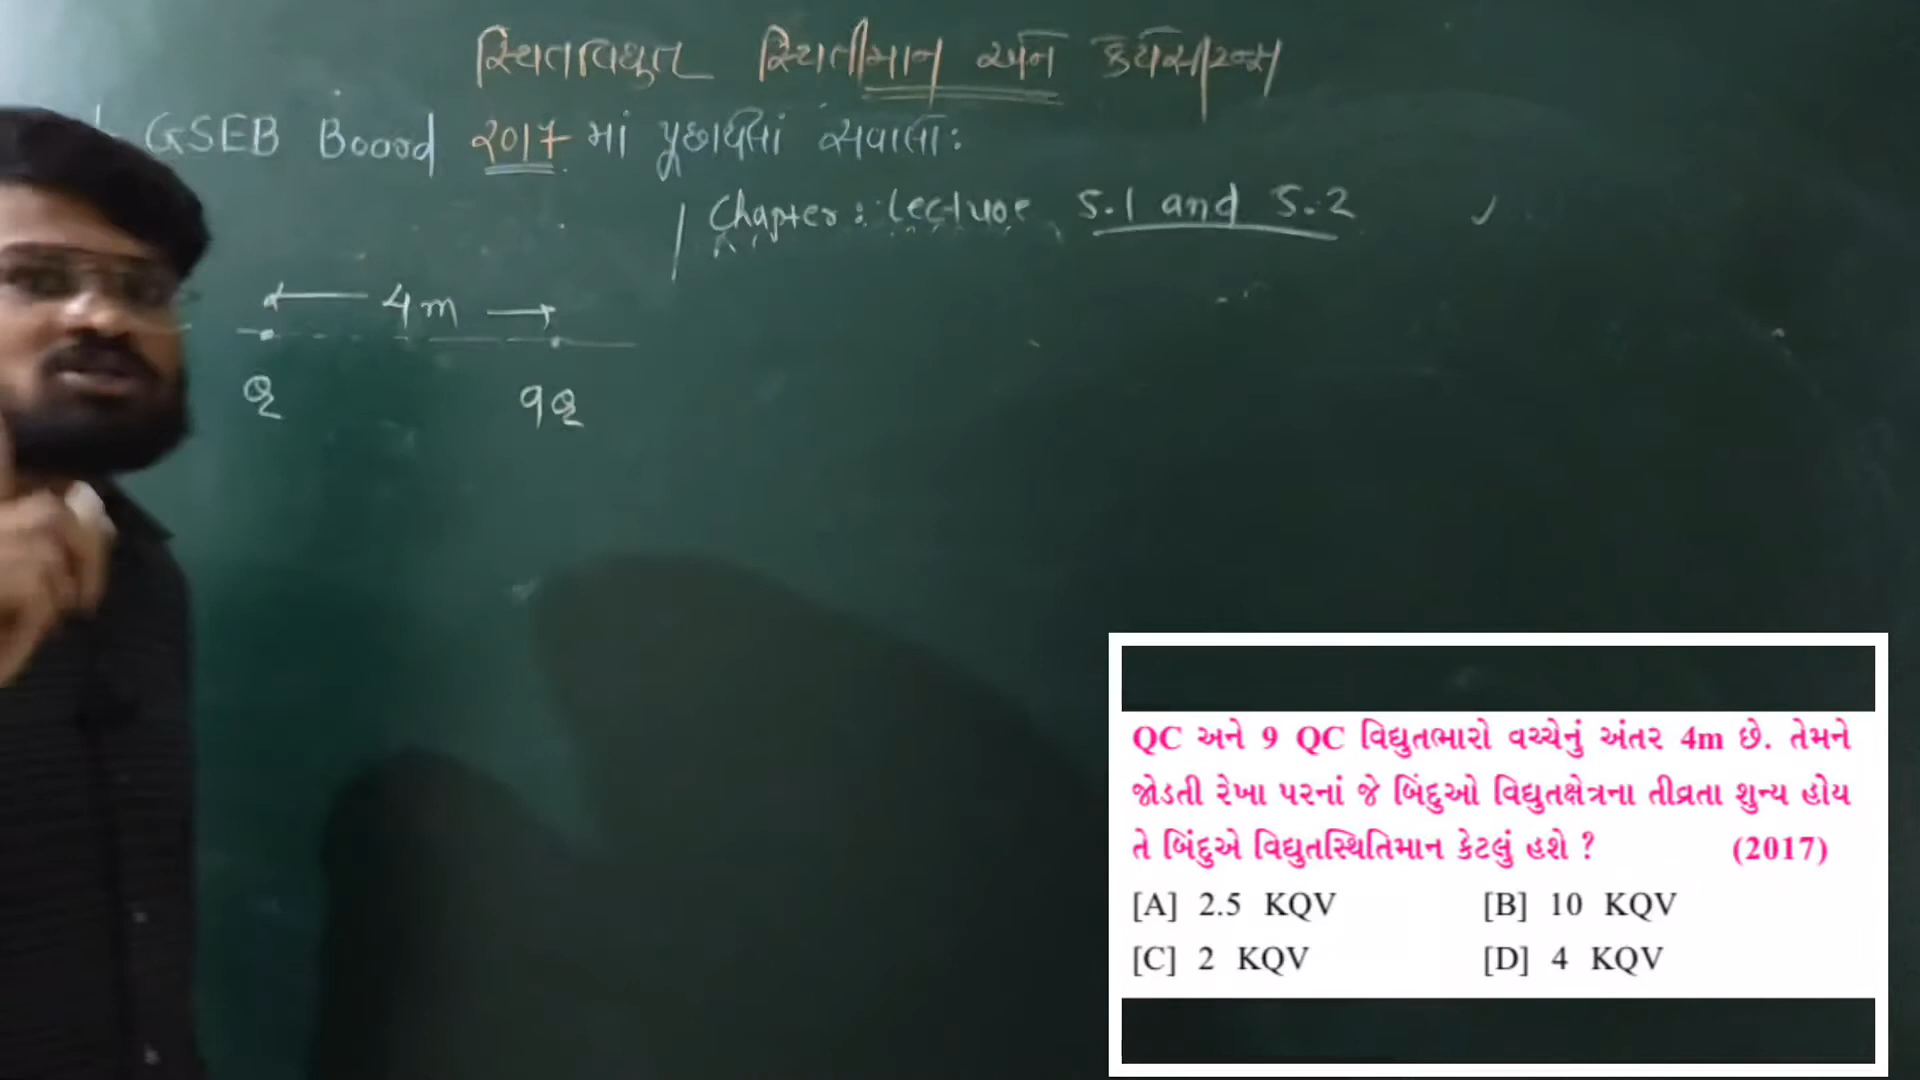 સ્થિતવિદ્યુત સ્થિતીમાન અને કેપેસીટન્સ
GSEB Board 2017 માં પુછાયેલાં સવાલો:
Chapter: Lecture 5.1 and 5.2
4m
Q 9Q
QC અને 9 QC વિદ્યુતભારો વચ્ચેનું અંતર 4m છે. તેમને
જોડતી રેખા પરનાં જે બિંદુઓ વિદ્યુતક્ષેત્રના તીવ્રતા શુન્ય હોય
તે બિંદુએ વિદ્યુતસ્થિતિમાન કેટલું હશે ? (2017)
[A] 2.5 KQV [B] 10 KQV
[C] 2 KQV [D] 4 KQV